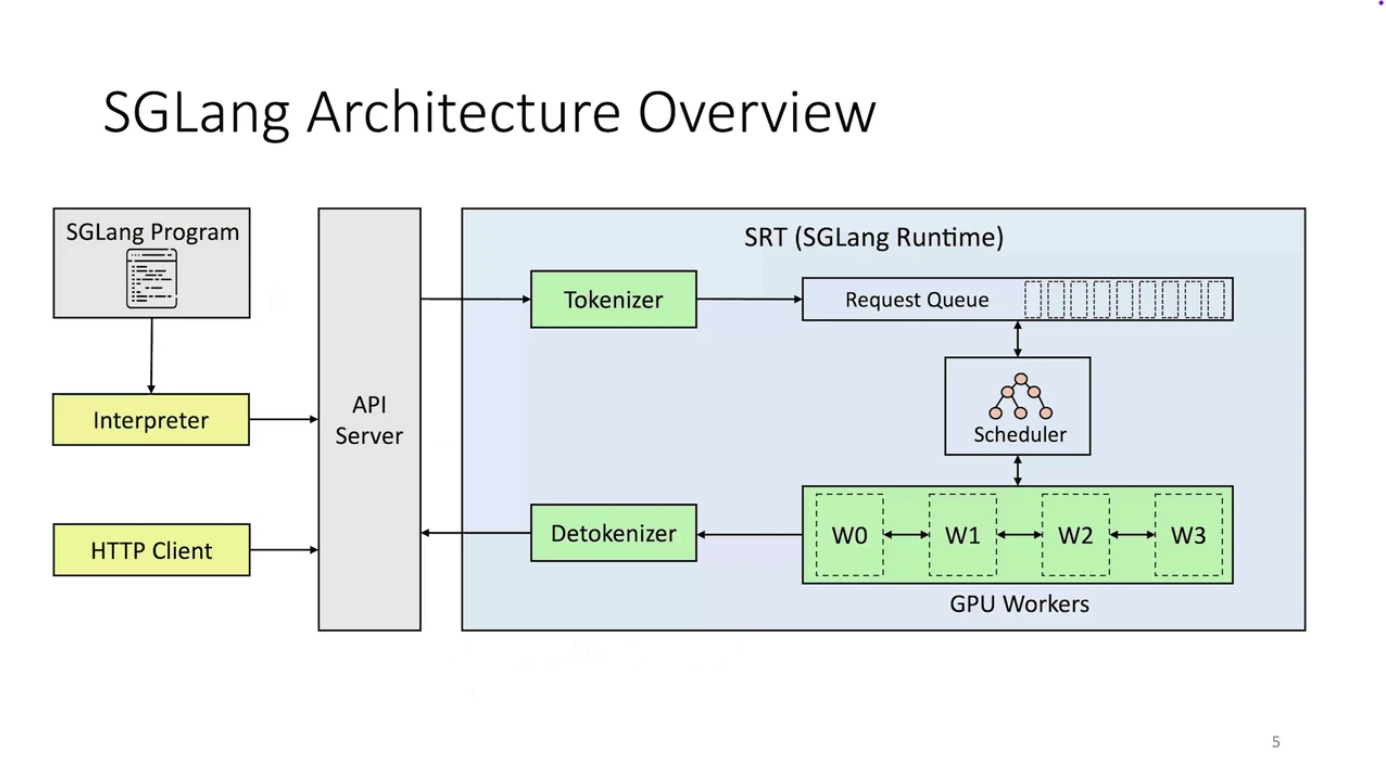 SGLang Architecture Overview
SGLang Program
Interpreter
HTTP Client
API
Server
SRT (SGLang Runtime)
Tokenizer
Request Queue
Scheduler
Detokenizer
W0
W1
W2
W3
GPU Workers
5